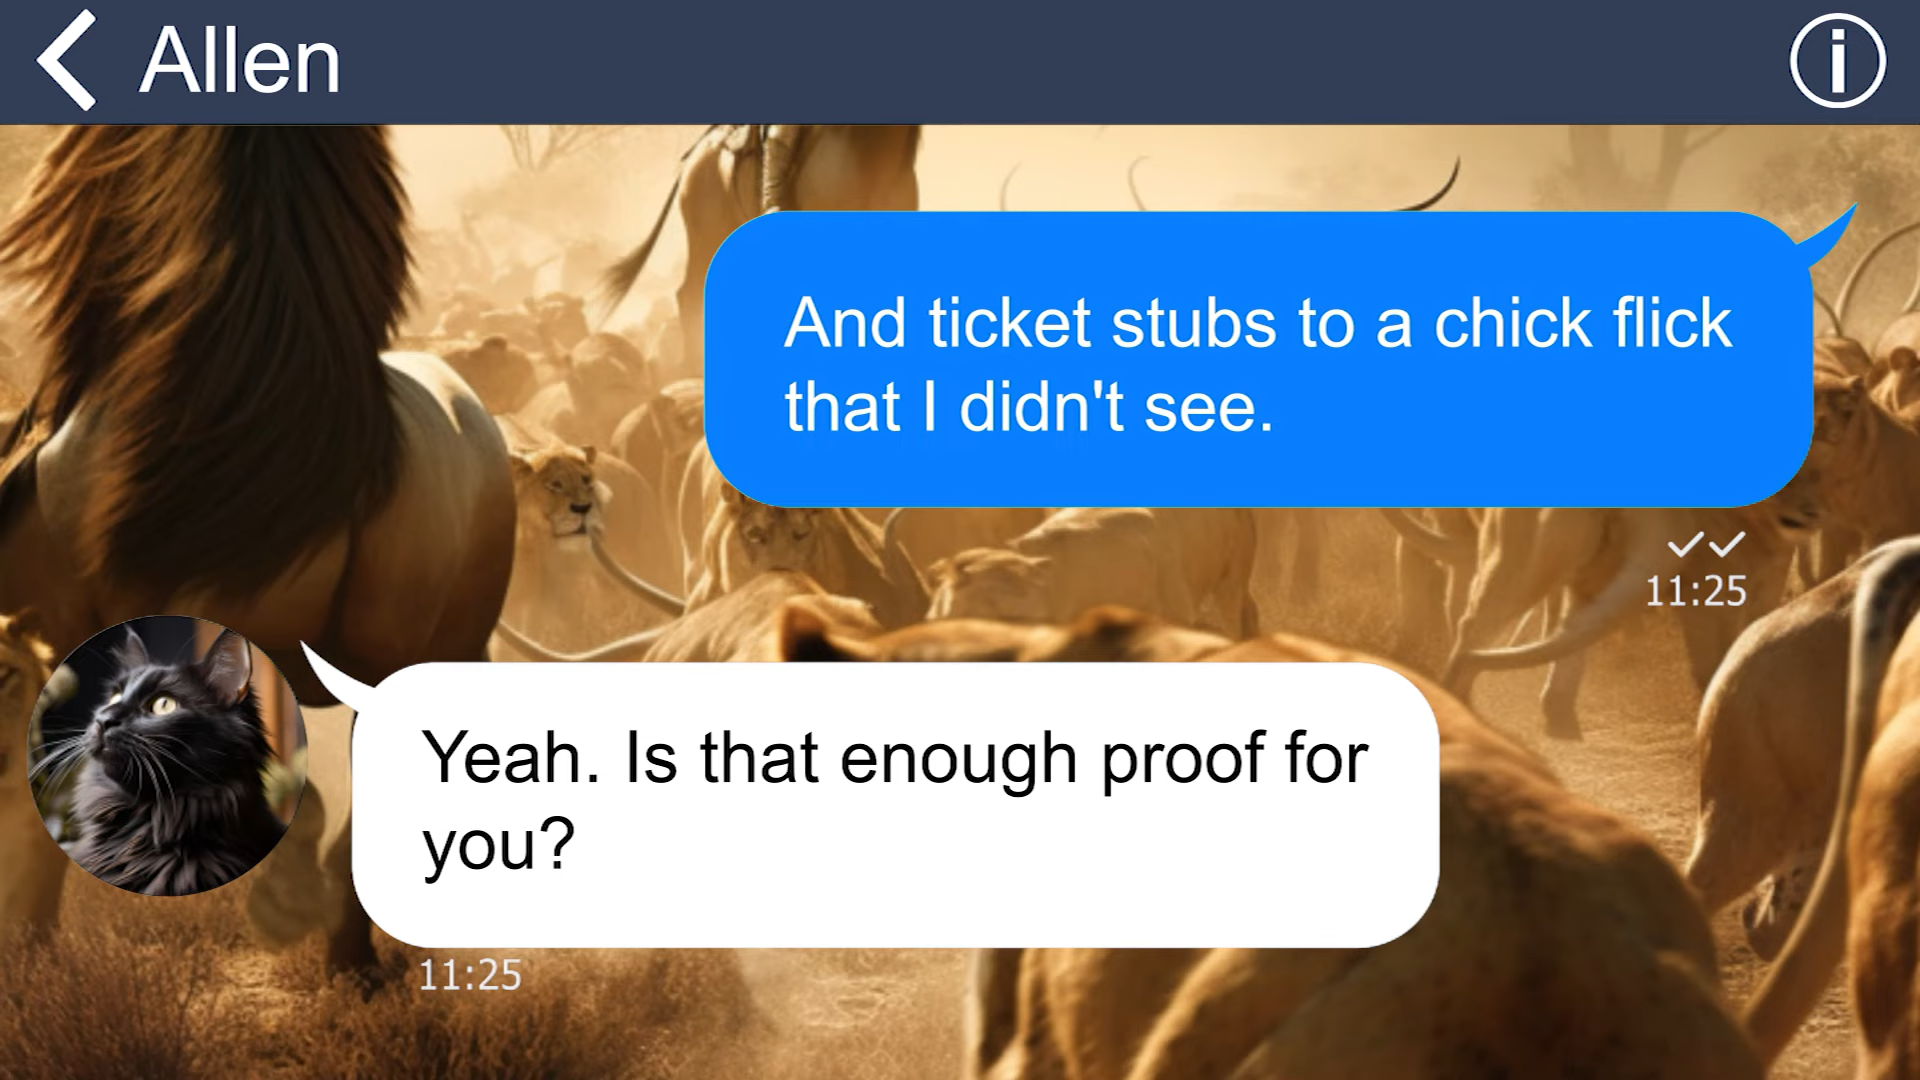 Allen
And ticket stubs to a chick flick
that I didn't see.
11:25
Yeah. Is that enough proof for
you?
11:25